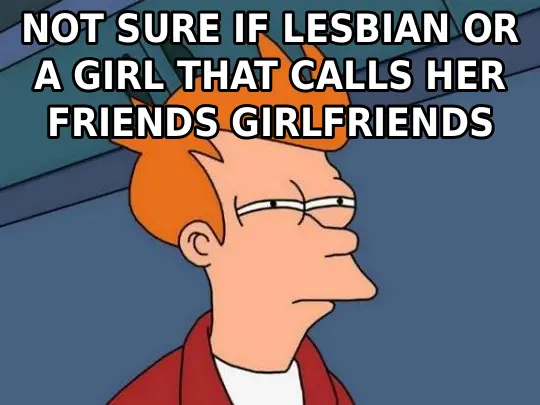 NOT SURE IF LESBIAN OR
A GIRL THAT CALLS HER
FRIENDS GIRLFRIENDS